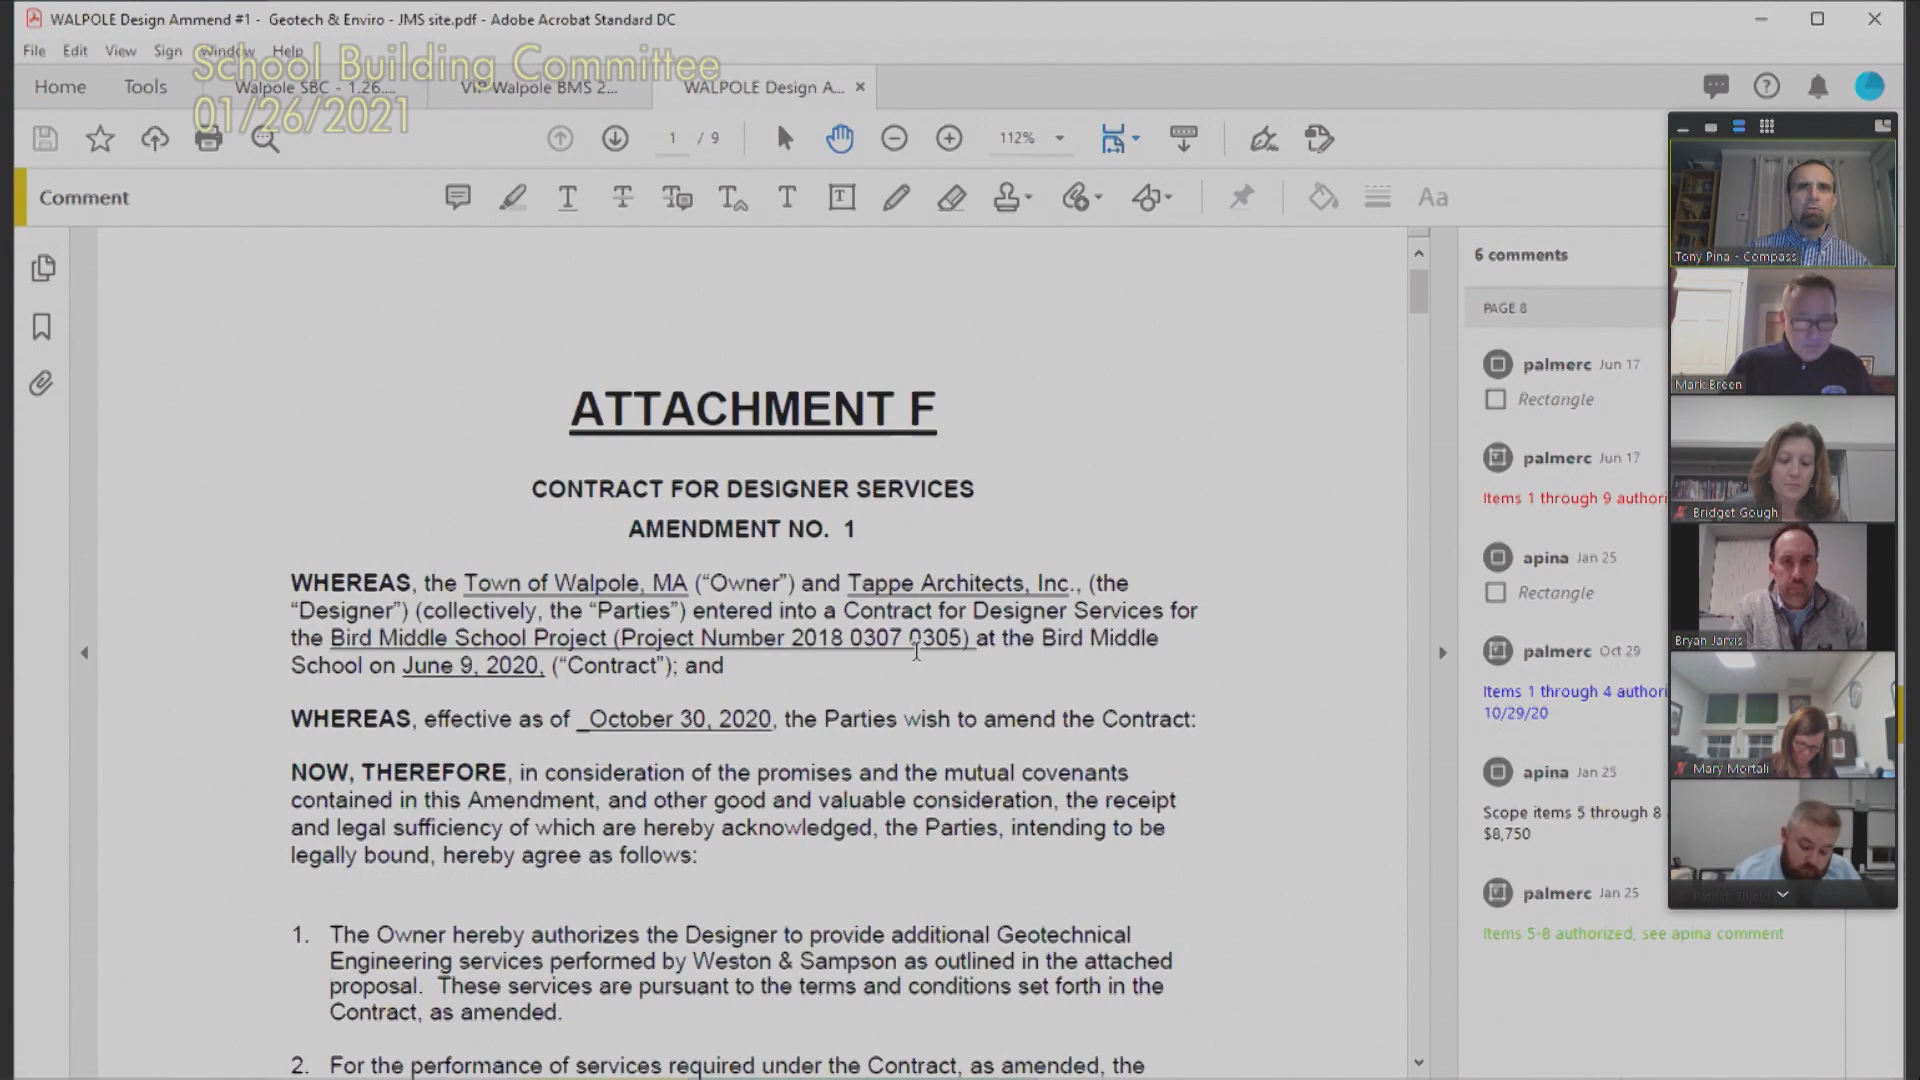 WALPOLE Design Ammend #1 - Geotech & Enviro - JMS site.pdf - Adobe Acrobat Standard DC
File Edit View Sign Window Help
School Building Committee
01/26/2021
Home Tools Walpole SBC - 1.26.... VIP Walpole BMS 2... WALPOLE Design A...
1 / 9 112%
Comment
Aa
ATTACHMENT F
CONTRACT FOR DESIGNER SERVICES
AMENDMENT NO. 1
WHEREAS, the Town of Walpole, MA (“Owner”) and Tappe Architects, Inc., (the
“Designer”) (collectively, the “Parties”) entered into a Contract for Designer Services for
the Bird Middle School Project (Project Number 2018 0307 0305) at the Bird Middle
School on June 9, 2020, (“Contract”); and
WHEREAS, effective as of _October 30, 2020, the Parties wish to amend the Contract:
NOW, THEREFORE, in consideration of the promises and the mutual covenants
contained in this Amendment, and other good and valuable consideration, the receipt
and legal sufficiency of which are hereby acknowledged, the Parties, intending to be
legally bound, hereby agree as follows:
1. The Owner hereby authorizes the Designer to provide additional Geotechnical
Engineering services performed by Weston & Sampson as outlined in the attached
proposal. These services are pursuant to the terms and conditions set forth in the
Contract, as amended.
2. For the performance of services required under the Contract, as amended, the
6 comments
PAGE 8
palmerc Jun 17
Rectangle
palmerc Jun 17
Items 1 through 9 authori
apina Jan 25
Rectangle
palmerc Oct 29
Items 1 through 4 authori
10/29/20
apina Jan 25
Scope items 5 through 8
$8,750
palmerc Jan 25
Items 5-8 authorized, see apina comment
Tony Pina - Compass
Mark Breen
Bridget Gough
Bryan Jarvis
Mary Mortali